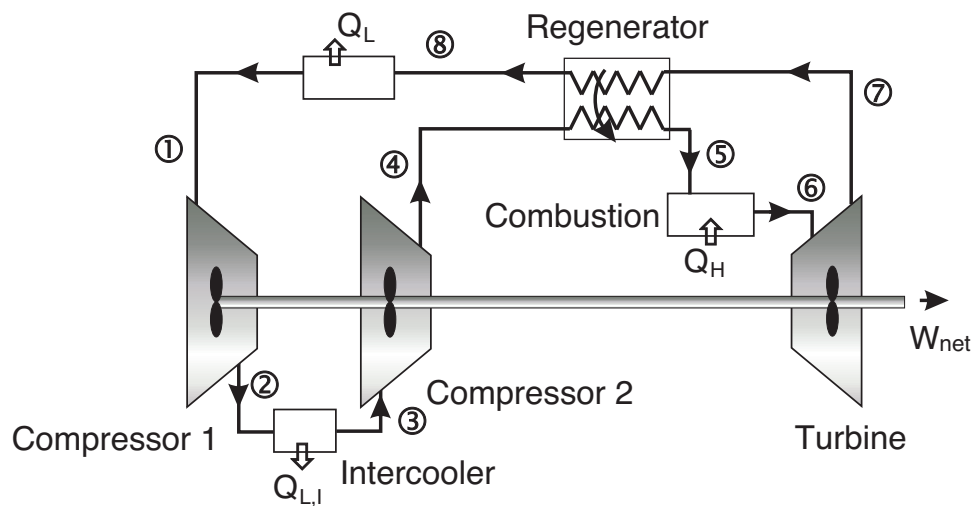 Regenerator
Q_L
⑧
⑦
①
④
⑤
⑥
Combustion
Q_H
W_net
②
③
Compressor 2
Compressor 1
Intercooler
Turbine
Q_L,I